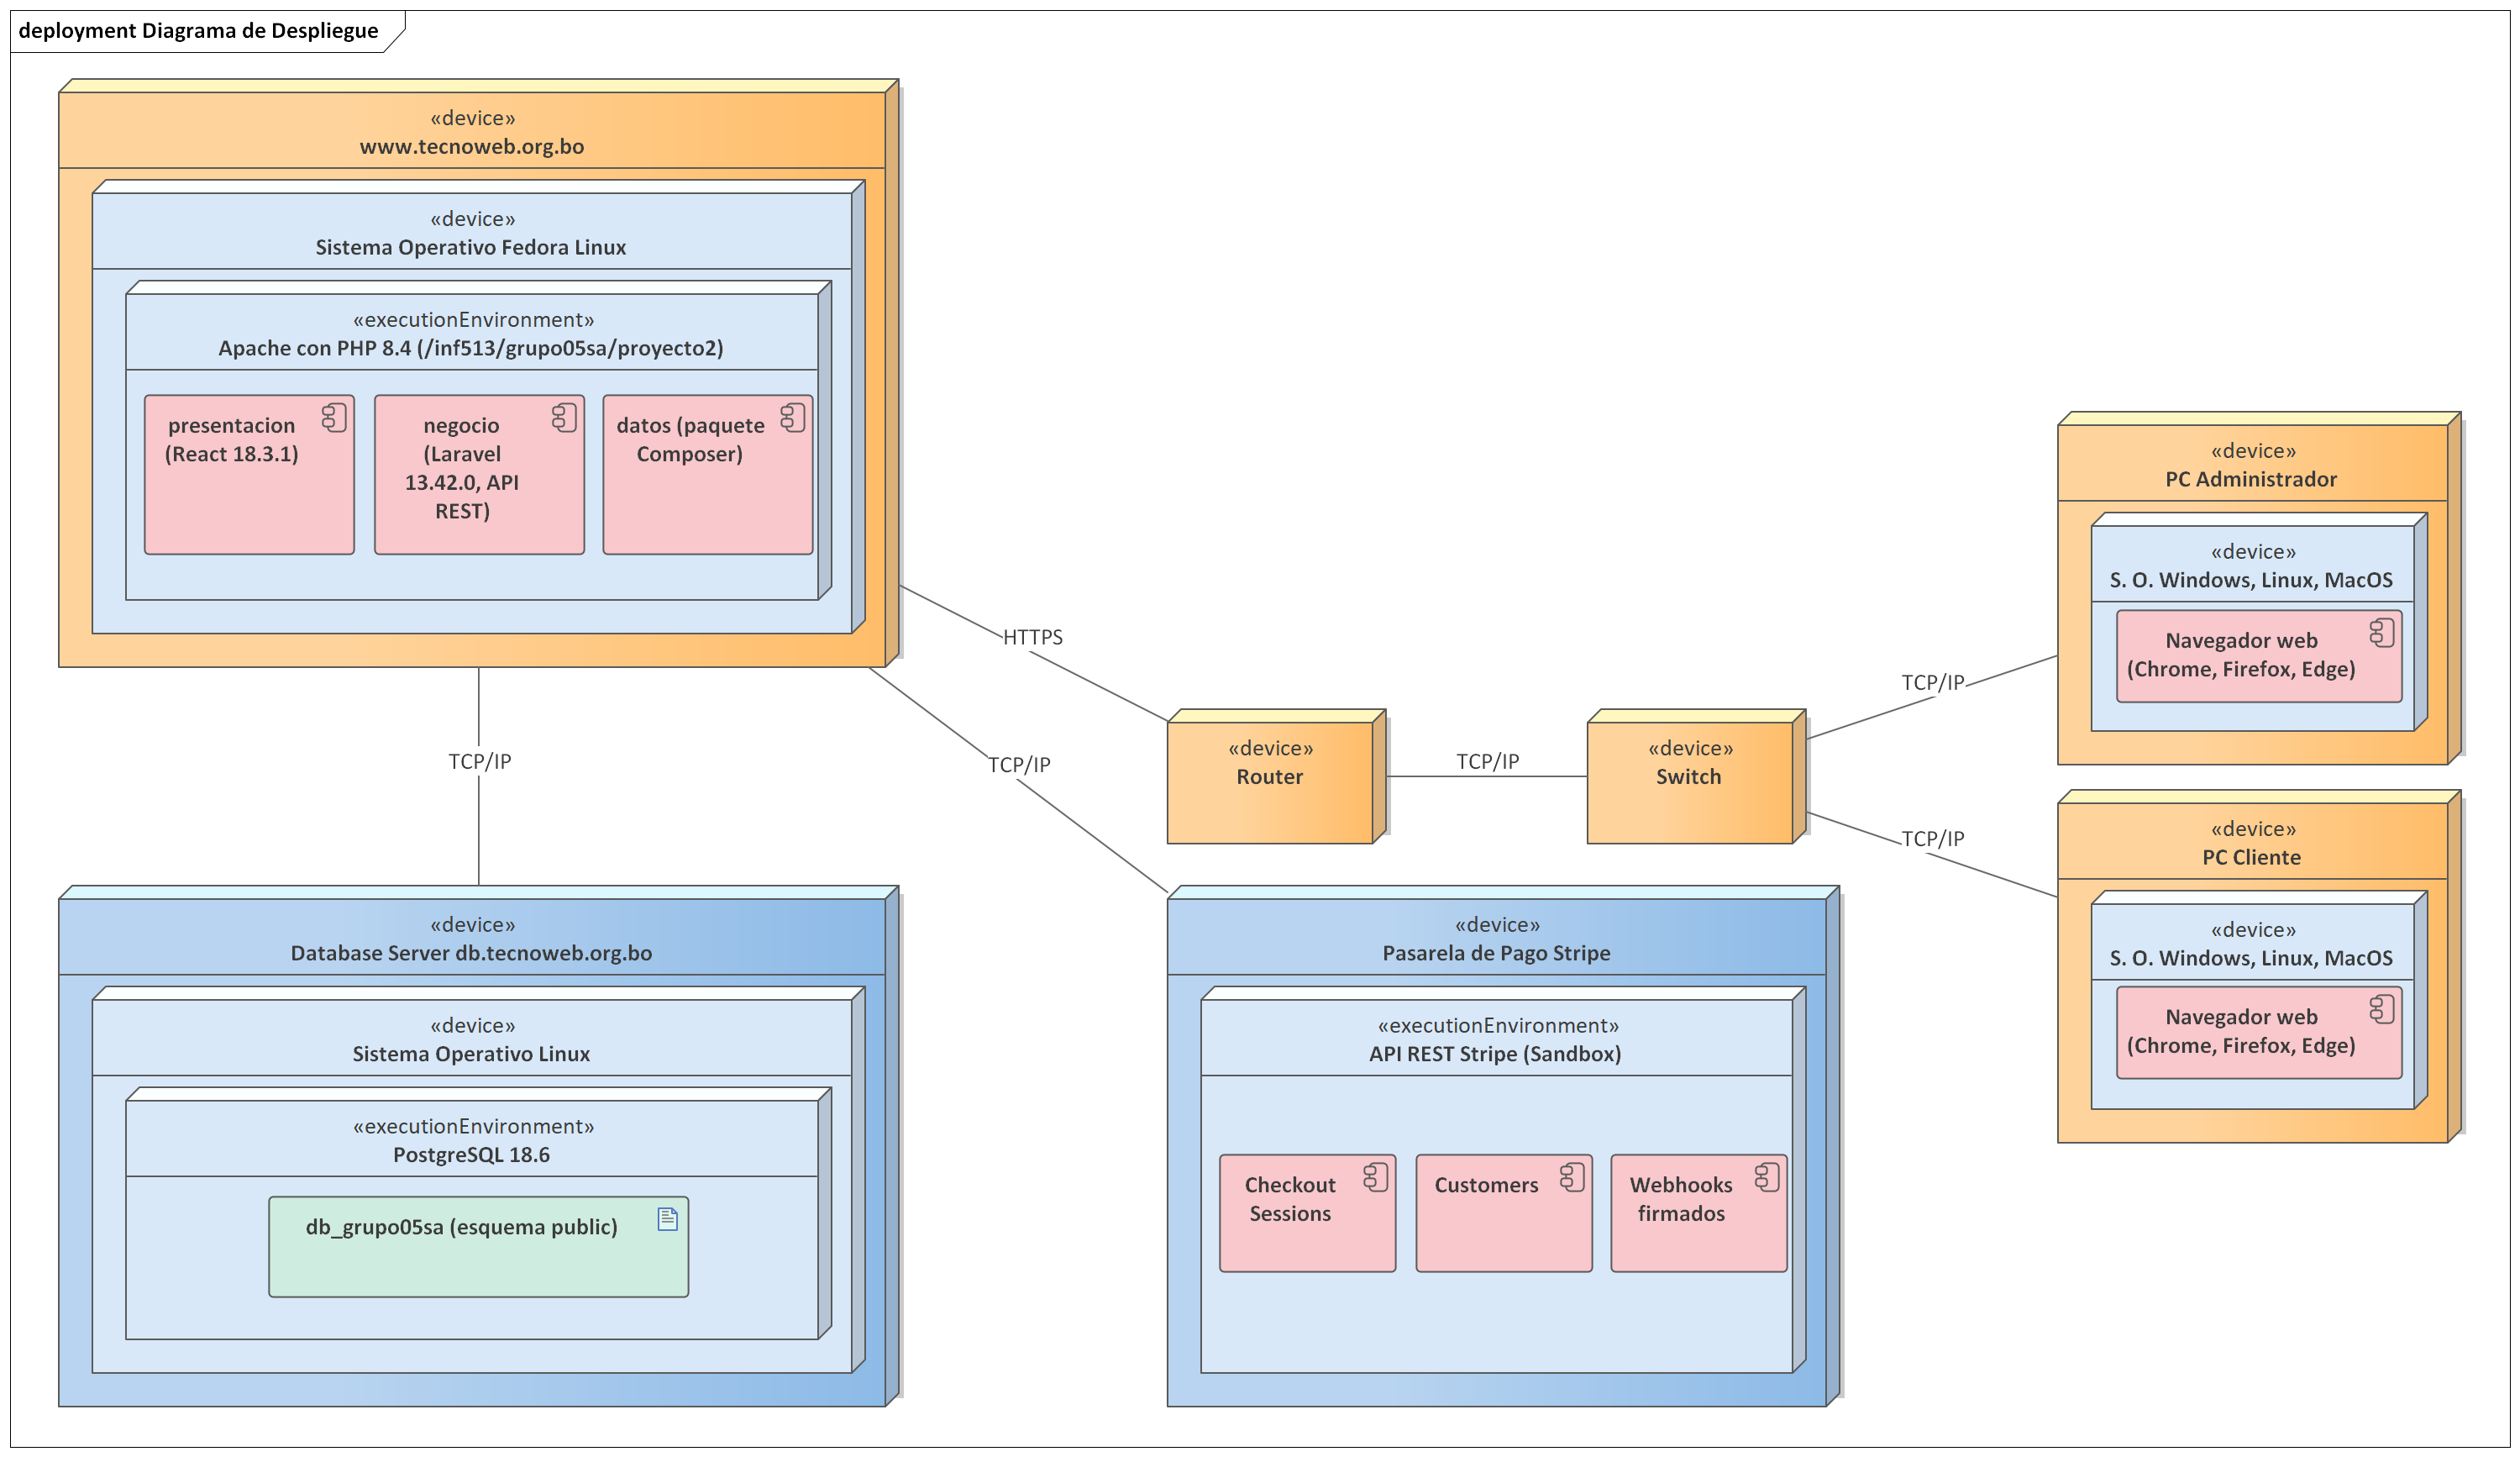 deployment Diagrama de Despliegue
«device»
www.tecnoweb.org.bo
«device»
Sistema Operativo Fedora Linux
«executionEnvironment»
Apache con PHP 8.4 (/inf513/grupo05sa/proyecto2)
presentacion
(React 18.3.1)
negocio
(Laravel
13.42.0, API
REST)
datos (paquete
Composer)
HTTPS
TCP/IP
TCP/IP
«device»
Router
TCP/IP
«device»
Switch
TCP/IP
TCP/IP
«device»
PC Administrador
«device»
S. O. Windows, Linux, MacOS
Navegador web
(Chrome, Firefox, Edge)
«device»
PC Cliente
«device»
S. O. Windows, Linux, MacOS
Navegador web
(Chrome, Firefox, Edge)
«device»
Database Server db.tecnoweb.org.bo
«device»
Sistema Operativo Linux
«executionEnvironment»
PostgreSQL 18.6
db_grupo05sa (esquema public)
«device»
Pasarela de Pago Stripe
«executionEnvironment»
API REST Stripe (Sandbox)
Checkout
Sessions
Customers
Webhooks
firmados